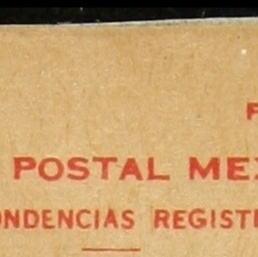 POSTAL MEX
ONDENCIAS REGIST